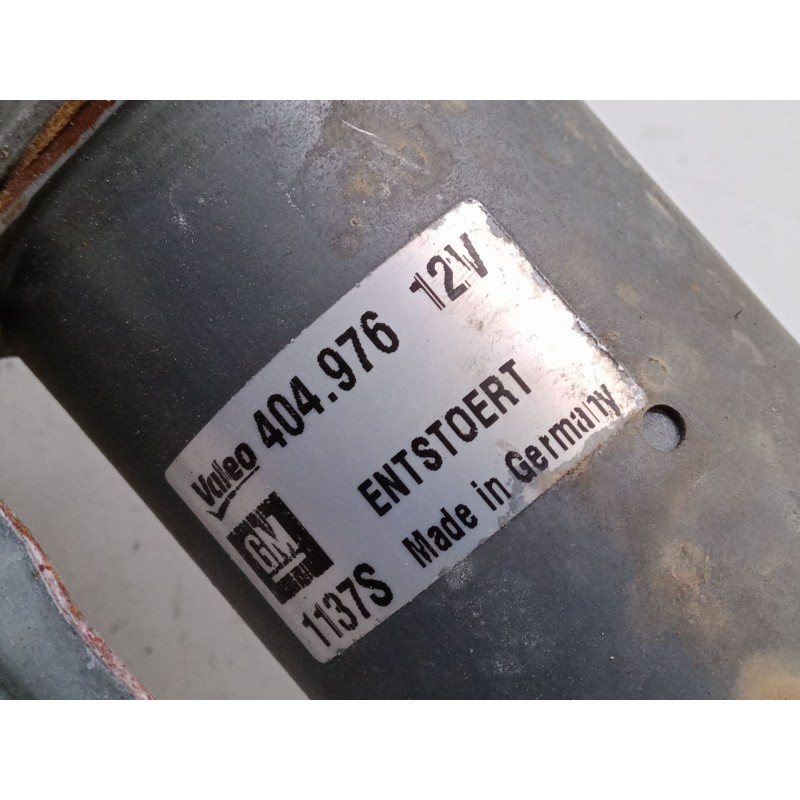 Valeo 404.976 12V
GM ENTSTOERT
1137S Made in Germany